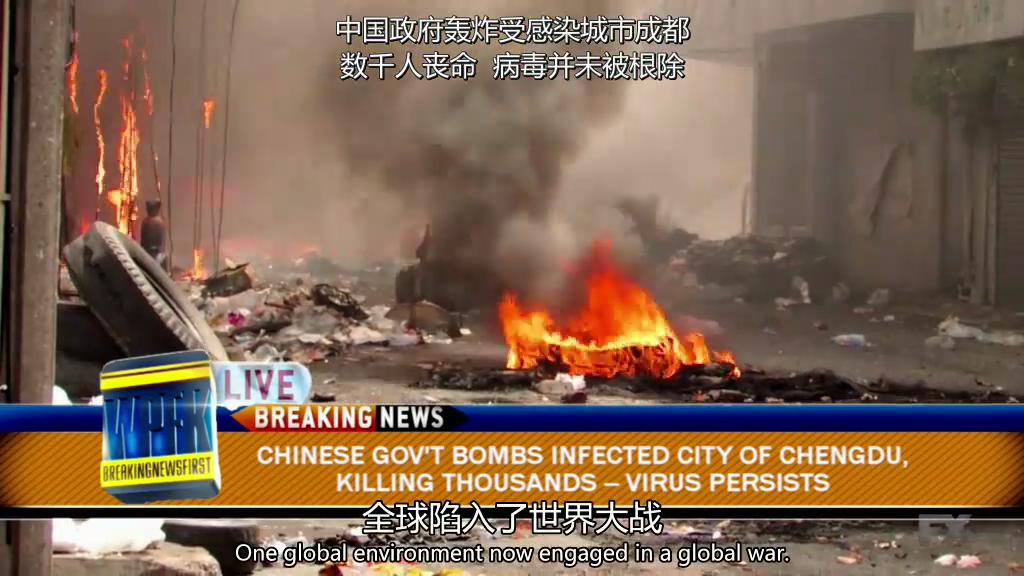 中国政府轰炸受感染城市成都
数千人丧命 病毒并未被根除
LIVE
WPFK
BREAKINGNEWSFIRST
BREAKING NEWS
CHINESE GOV'T BOMBS INFECTED CITY OF CHENGDU,
KILLING THOUSANDS – VIRUS PERSISTS
全球陷入了世界大战
FX
One global environment now engaged in a global war.